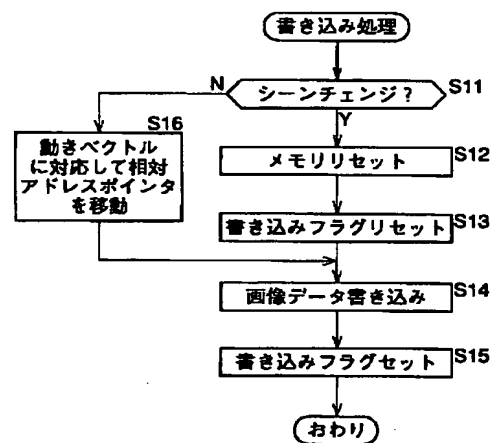 書き込み処理
シーンチェンジ?
S11
N
Y
S16
動きベクトル
に対応して相対
アドレスポインタ
を移動
メモリリセット
S12
書き込みフラグリセット
S13
画像データ書き込み
S14
書き込みフラグセット
S15
おわり